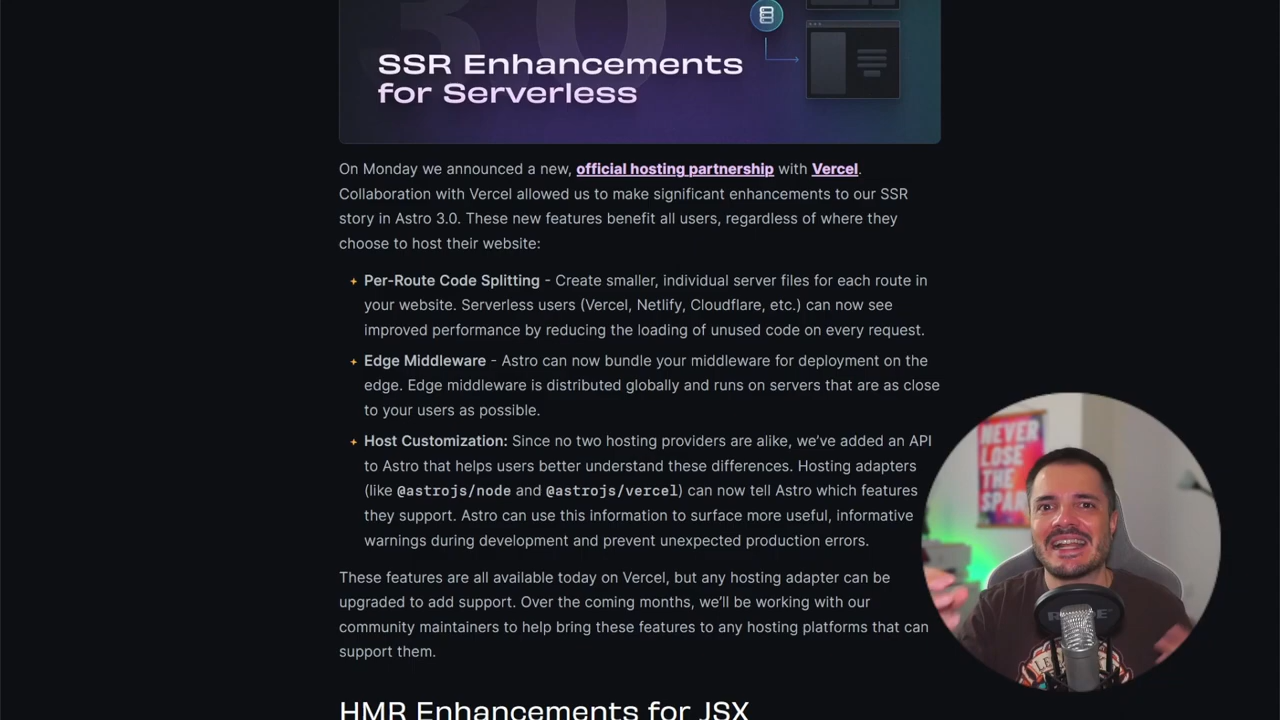 3.0
SSR Enhancements
for Serverless
On Monday we announced a new, official hosting partnership with Vercel.
Collaboration with Vercel allowed us to make significant enhancements to our SSR
story in Astro 3.0. These new features benefit all users, regardless of where they
choose to host their website:
Per-Route Code Splitting - Create smaller, individual server files for each route in
your website. Serverless users (Vercel, Netlify, Cloudflare, etc.) can now see
improved performance by reducing the loading of unused code on every request.
Edge Middleware - Astro can now bundle your middleware for deployment on the
edge. Edge middleware is distributed globally and runs on servers that are as close
to your users as possible.
Host Customization: Since no two hosting providers are alike, we’ve added an API
to Astro that helps users better understand these differences. Hosting adapters
(like @astrojs/node and @astrojs/vercel) can now tell Astro which features
they support. Astro can use this information to surface more useful, informative
warnings during development and prevent unexpected production errors.
These features are all available today on Vercel, but any hosting adapter can be
upgraded to add support. Over the coming months, we’ll be working with our
community maintainers to help bring these features to any hosting platforms that can
support them.
HMR Enhancements for JSX
NEVER
LOSE
THE